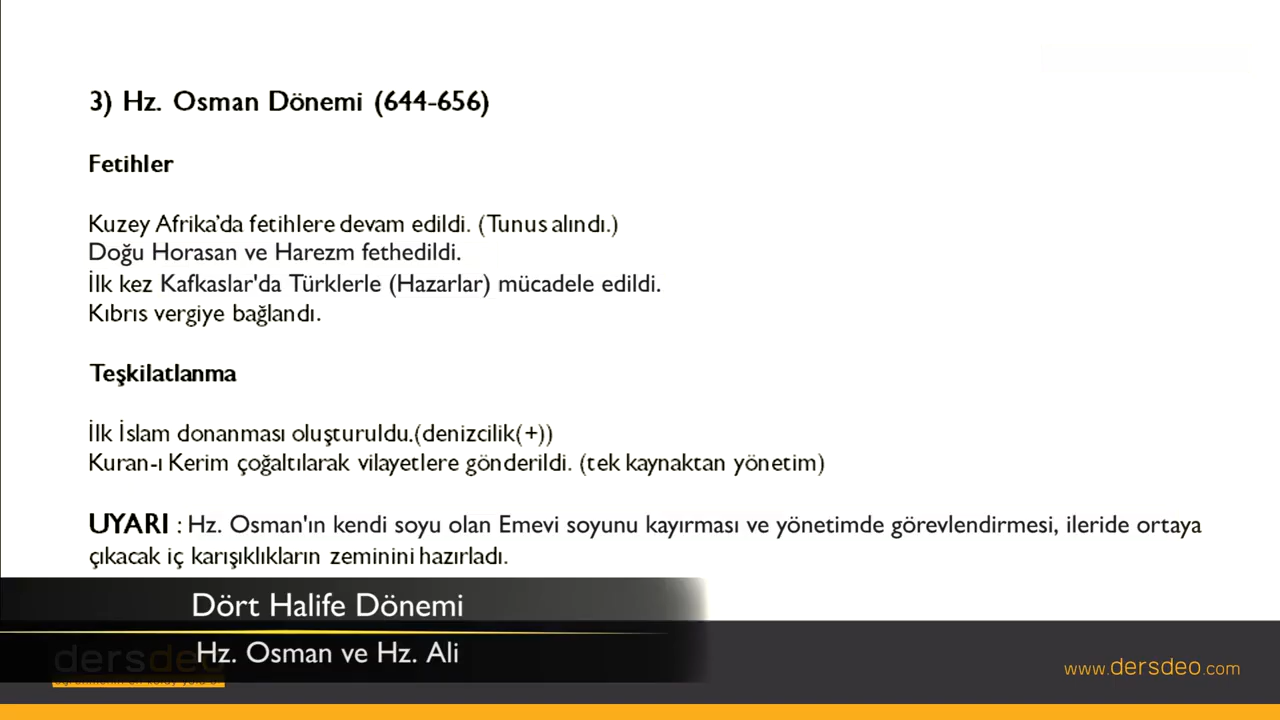 3) Hz. Osman Dönemi (644-656)
Fetihler
Kuzey Afrika'da fetihlere devam edildi. (Tunus alındı.)
Doğu Horasan ve Harezm fethedildi.
İlk kez Kafkaslar'da Türklerle (Hazarlar) mücadele edildi.
Kıbrıs vergiye bağlandı.
Teşkilatlanma
İlk İslam donanması oluşturuldu.(denizcilik(+))
Kuran-ı Kerim çoğaltılarak vilayetlere gönderildi. (tek kaynaktan yönetim)
UYARI : Hz. Osman'ın kendi soyu olan Emevi soyunu kayırması ve yönetimde görevlendirmesi, ileride ortaya
çıkacak iç karışıklıkların zeminini hazırladı.
Dört Halife Dönemi
Hz. Osman ve Hz. Ali
dersdeo
www.dersdeo.com